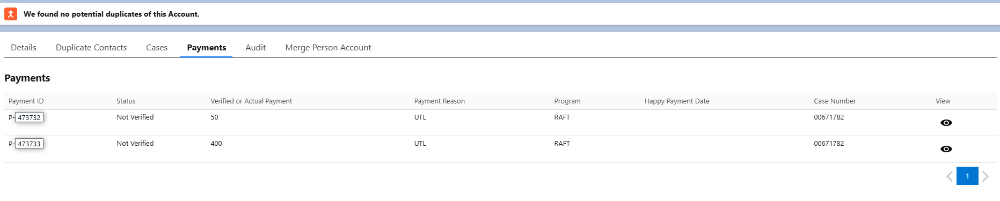 We found no potential duplicates of this Account.
Details Duplicate Contacts Cases Payments Audit Merge Person Account
Payments
Payment ID Status Verified or Actual Payment Payment Reason Program Happy Payment Date Case Number View
P-473732 Not Verified 50 UTL RAFT 00671782
P-473733 Not Verified 400 UTL RAFT 00671782
1